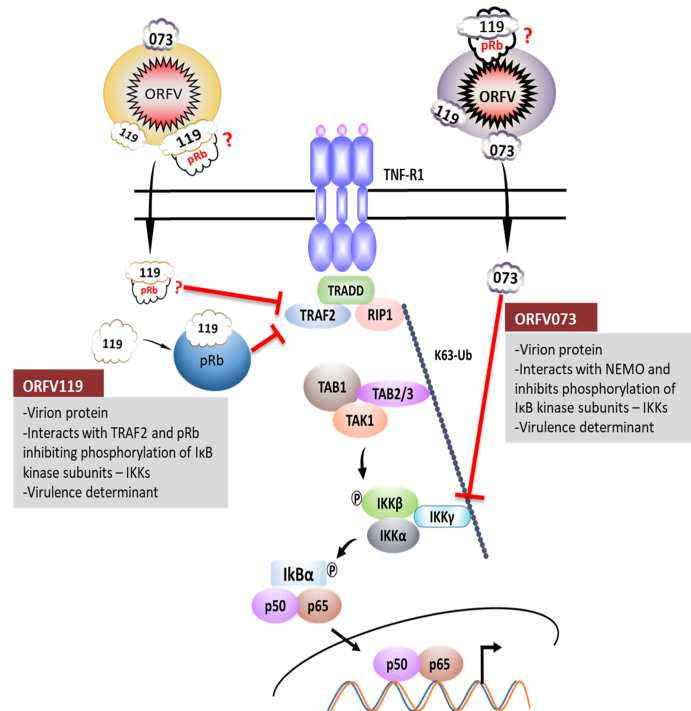 073
ORFV
119
119
pRb
?
119
pRb
?
ORFV
119
073
TNF-R1
119
pRb
?
073
TRADD
TRAF2
RIP1
119
119
pRb
K63-Ub
ORFV073
-Virion protein
-Interacts with NEMO and
inhibits phosphorylation of
IκB kinase subunits – IKKs
-Virulence determinant
ORFV119
-Virion protein
-Interacts with TRAF2 and pRb
inhibiting phosphorylation of IκB
kinase subunits – IKKs
-Virulence determinant
TAB1
TAB2/3
TAK1
P
IKKβ
IKKγ
IKKα
IkBα
P
p50
p65
p50
p65